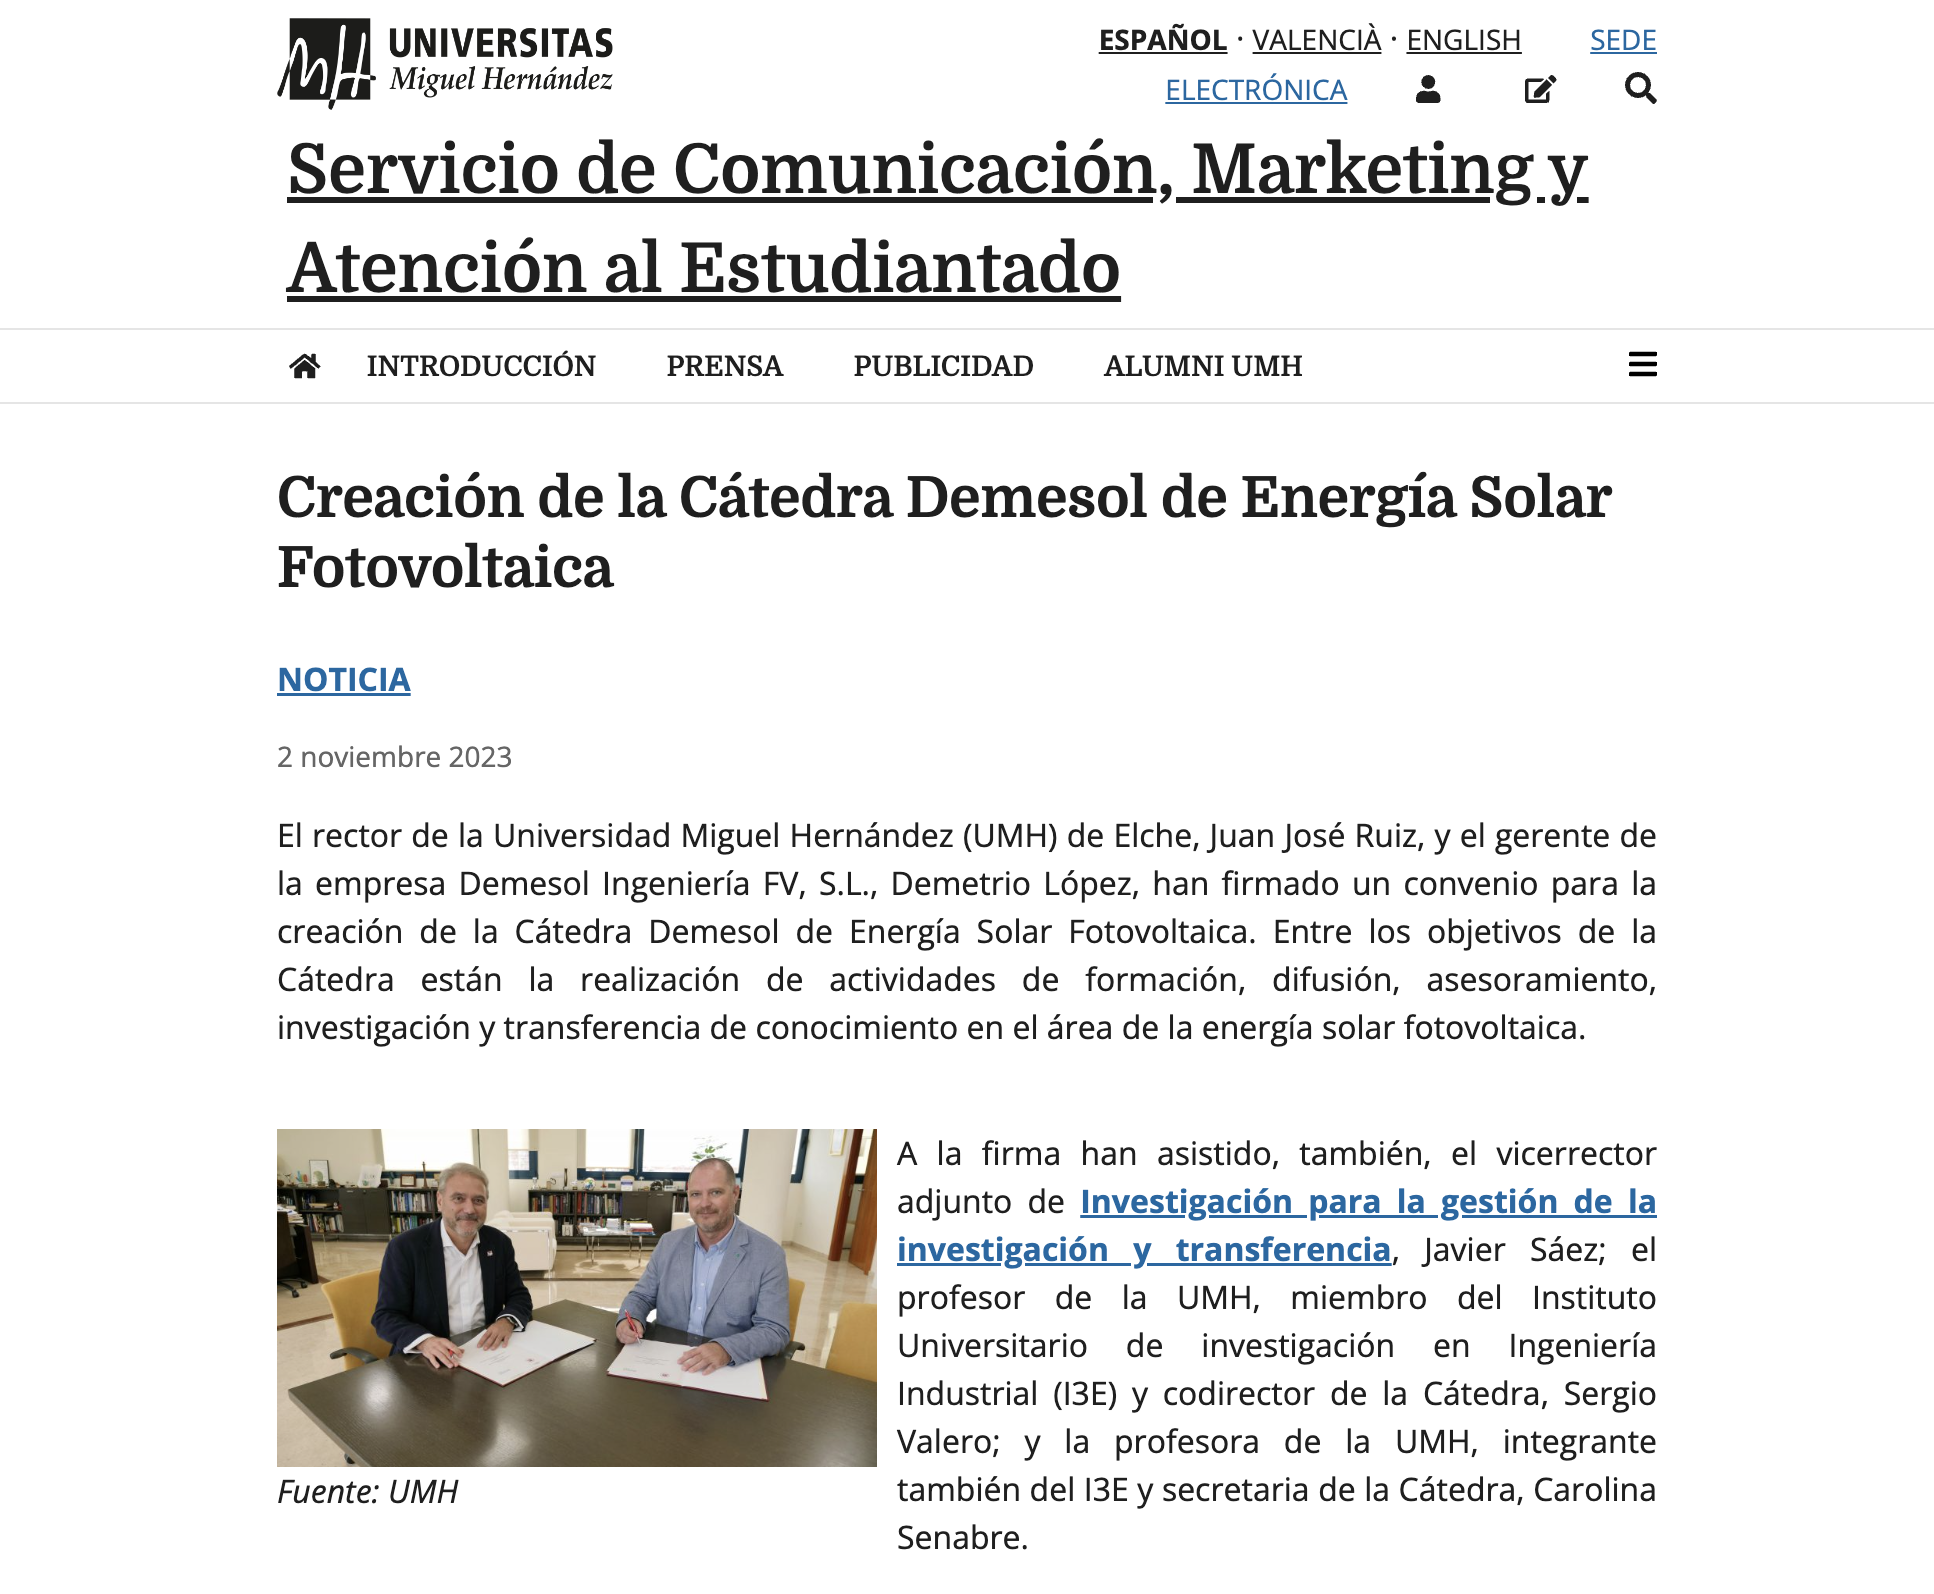 UNIVERSITAS
Miguel Hernández
ESPAÑOL · VALENCIÀ · ENGLISH SEDE
ELECTRÓNICA
Servicio de Comunicación, Marketing y
Atención al Estudiantado
INTRODUCCIÓN PRENSA PUBLICIDAD ALUMNI UMH
Creación de la Cátedra Demesol de Energía Solar
Fotovoltaica
NOTICIA
2 noviembre 2023
El rector de la Universidad Miguel Hernández (UMH) de Elche, Juan José Ruiz, y el gerente de
la empresa Demesol Ingeniería FV, S.L., Demetrio López, han firmado un convenio para la
creación de la Cátedra Demesol de Energía Solar Fotovoltaica. Entre los objetivos de la
Cátedra están la realización de actividades de formación, difusión, asesoramiento,
investigación y transferencia de conocimiento en el área de la energía solar fotovoltaica.
Fuente: UMH
A la firma han asistido, también, el vicerrector
adjunto de Investigación para la gestión de la
investigación y transferencia, Javier Sáez; el
profesor de la UMH, miembro del Instituto
Universitario de investigación en Ingeniería
Industrial (I3E) y codirector de la Cátedra, Sergio
Valero; y la profesora de la UMH, integrante
también del I3E y secretaria de la Cátedra, Carolina
Senabre.